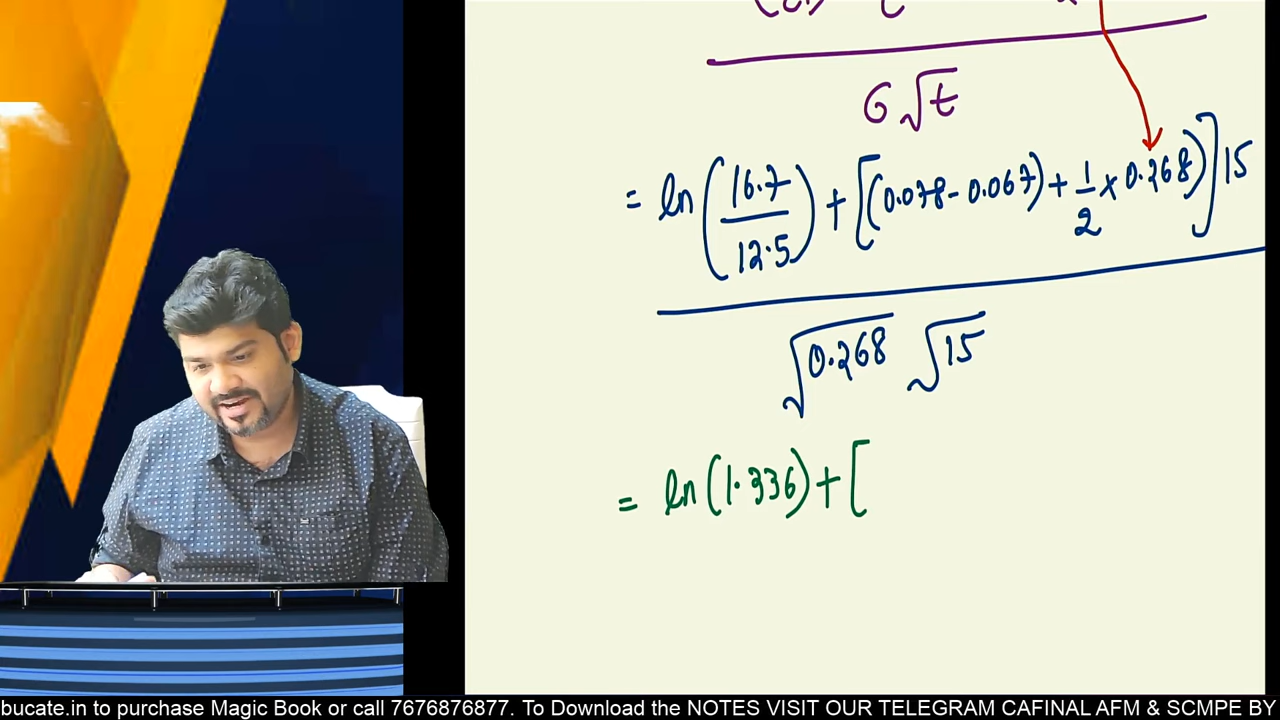 6√t
= ln(16.7/12.5) + [(0.078 - 0.067) + 1/2 x 0.268)] 15
√0.268 √15
= ln(1.336) + [
bucate.in to purchase Magic Book or call 7676876877. To Download the NOTES VISIT OUR TELEGRAM CAFINAL AFM & SCMPE BY